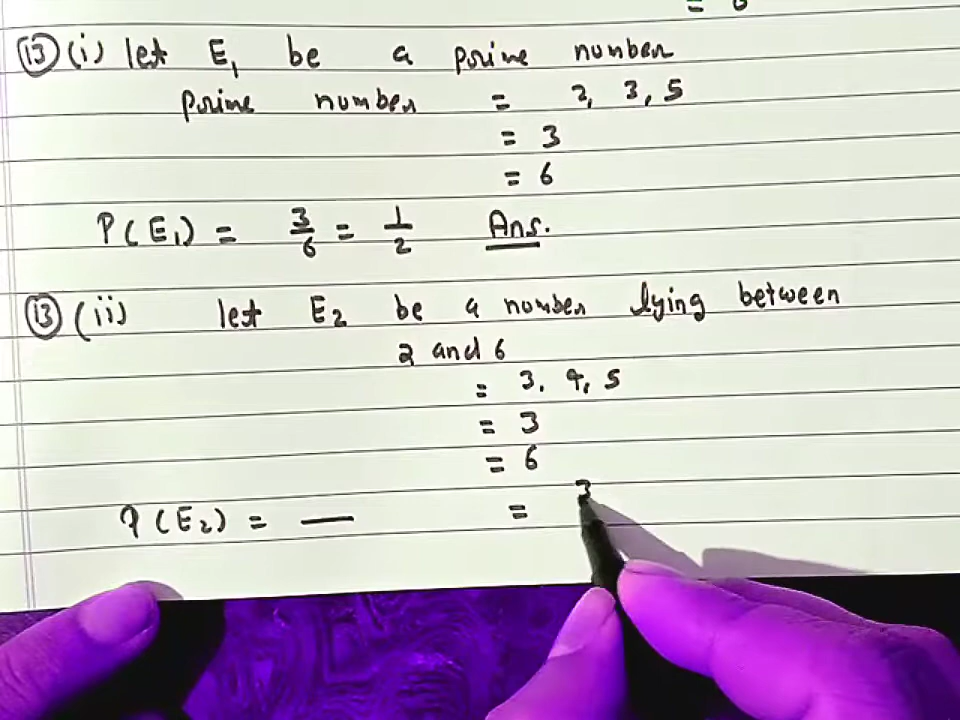 (13) (i) let E₁ be a prime number
prime number = 2, 3, 5
= 3
= 6
P(E₁) = 3/6 = 1/2 Ans.
(13) (ii) let E₂ be a number lying between
2 and 6
= 3, 4, 5
= 3
= 6
P(E₂) = — = 3